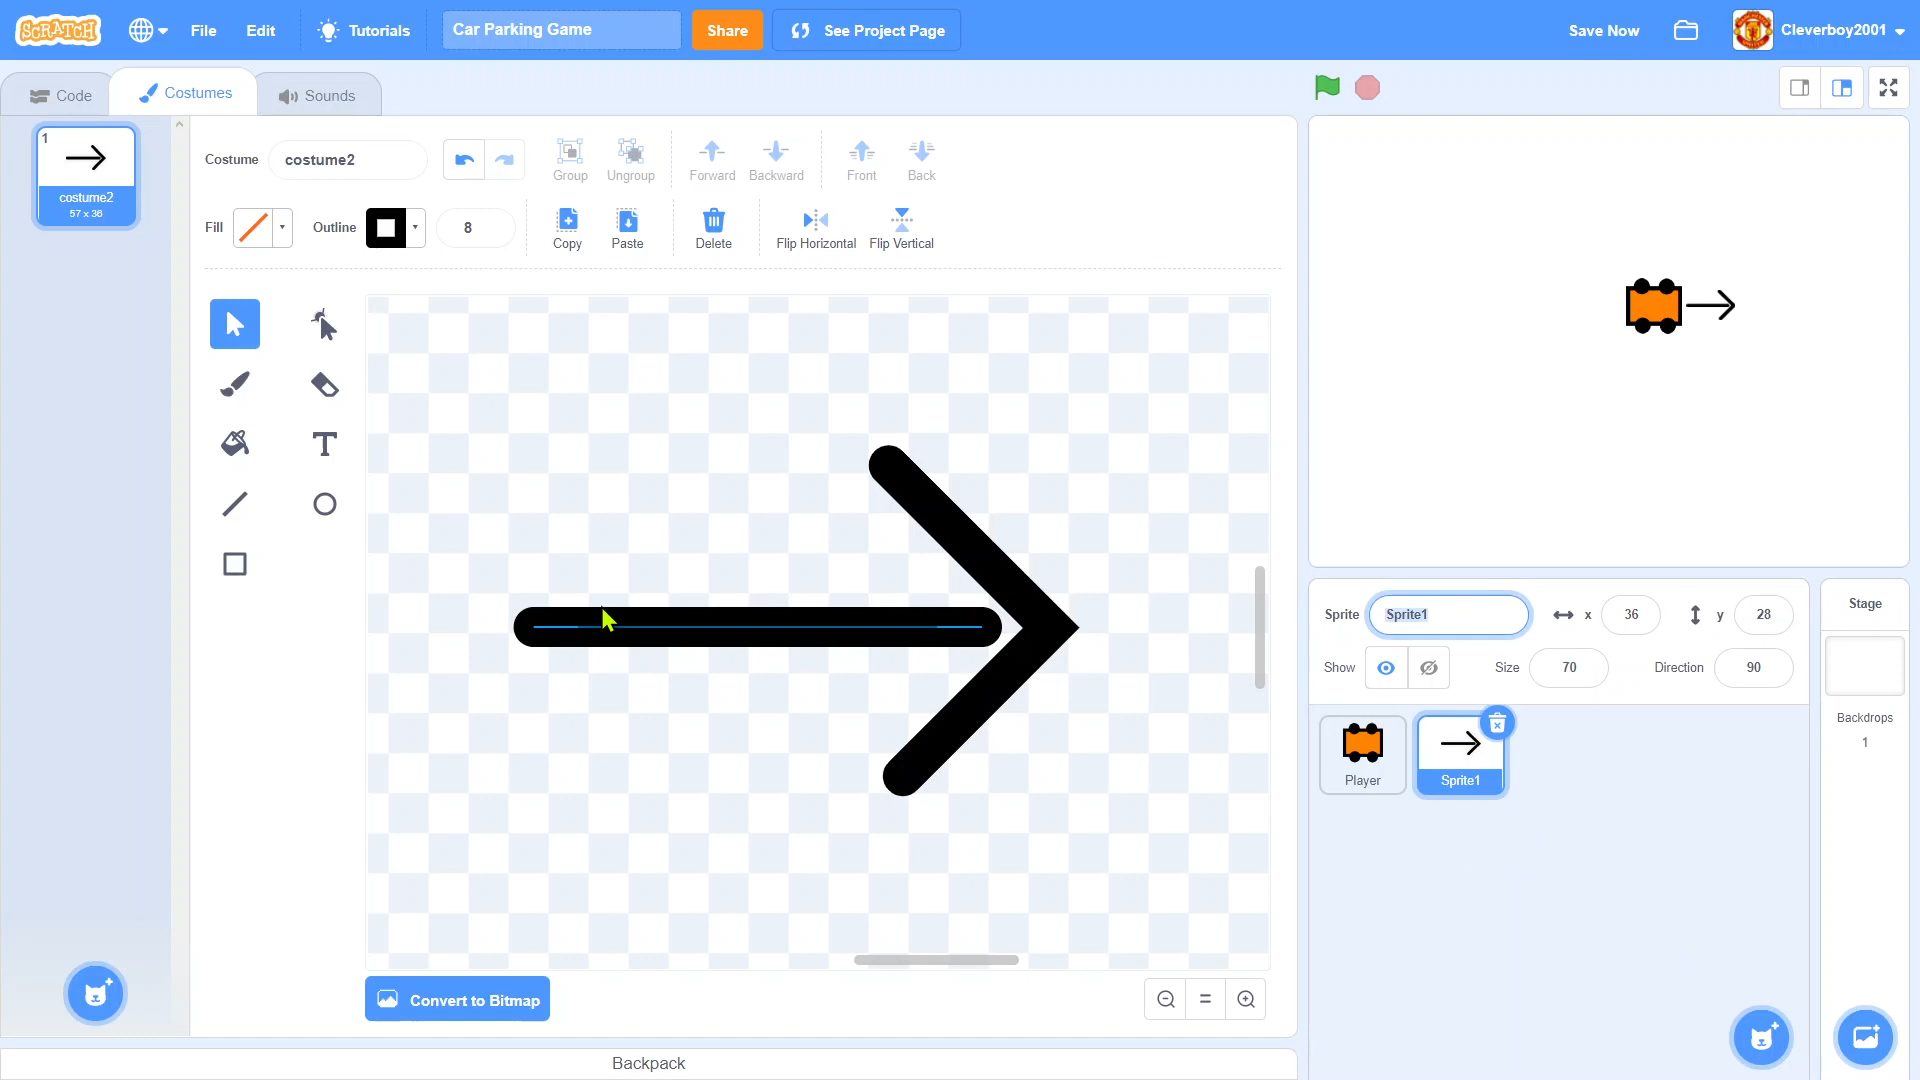 SCRATCH File Edit Tutorials Car Parking Game Share See Project Page Save Now Cleverboy2001
Code Costumes Sounds
1
costume2
57 x 36
Costume costume2 Group Ungroup Forward Backward Front Back
Fill Outline 8 Copy Paste Delete Flip Horizontal Flip Vertical
T
Convert to Bitmap
Backpack
Sprite Sprite1 x 36 y 28
Show Size 70 Direction 90
Player
Sprite1
Stage
Backdrops
1